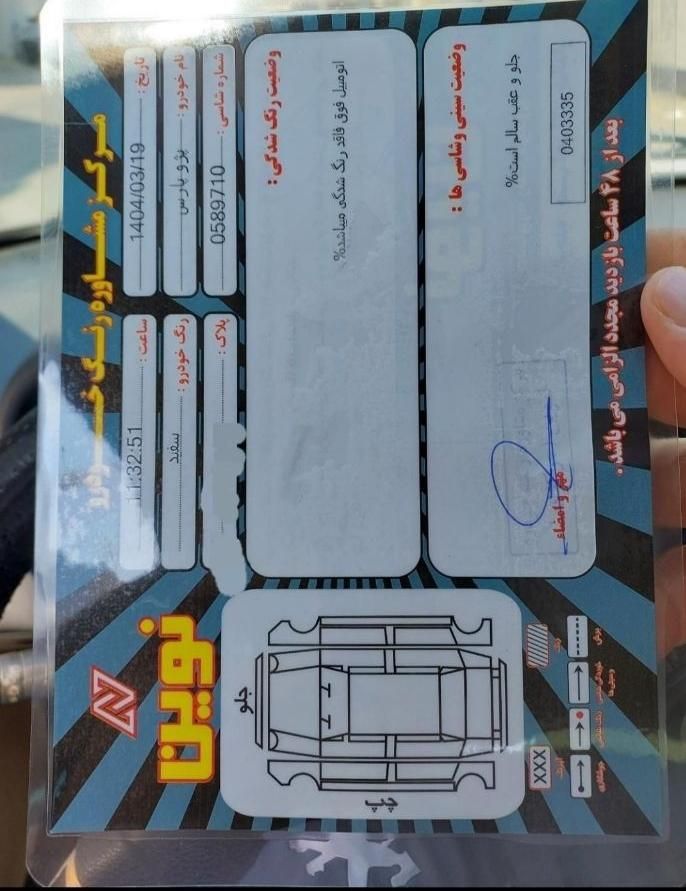 مرکز مشاوره رنگ خودرو
نوین
تاریخ : 1404/03/19
ساعت : 11:32:51
نام خودرو : پژو پارس
رنگ خودرو : سفید
شماره شاسی : 0589710
پلاک :
وضعیت رنگ شدگی :
اتومبیل فوق فاقد رنگ شدگی میباشد%
وضعیت سینی وشاسی ها :
جلو و عقب سالم است%
0403335
مهر و امضاء
بعد از ۴۸ ساعت بازدید مجدد الزامی می باشد .
جلو
چپ
رنگ
XXX